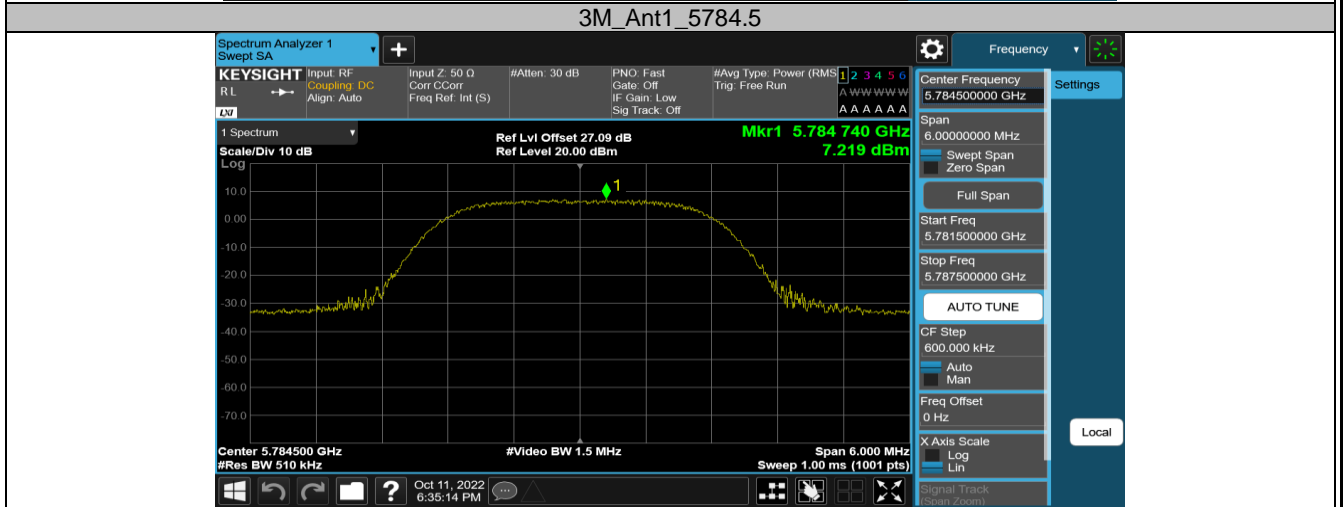 3M_Ant1_5784.5
Spectrum Analyzer 1
Swept SA
+
Frequency
KEYSIGHT
Input: RF
Input Z: 50 Ω
#Atten: 30 dB
PNO: Fast
#Avg Type: Power (RMS
1 2 3 4 5 6
R L
Coupling: DC
Corr CCorr
Gate: Off
Trig: Free Run
A W W W W W
Align: Auto
Freq Ref: Int (S)
IF Gain: Low
Sig Track: Off
A A A A A A
LXI
Center Frequency
5.784500000 GHz
Settings
1 Spectrum
Ref Lvl Offset 27.09 dB
Mkr1 5.784 740 GHz
Scale/Div 10 dB
Ref Level 20.00 dBm
7.219 dBm
Log
1
10.0
0.00
-10.0
-20.0
-30.0
-40.0
-50.0
-60.0
-70.0
Span
6.00000000 MHz
Swept Span
Zero Span
Full Span
Start Freq
5.781500000 GHz
Stop Freq
5.787500000 GHz
AUTO TUNE
CF Step
600.000 kHz
Auto
Man
Freq Offset
0 Hz
Local
X Axis Scale
Log
Lin
Signal Track
(Span Zoom)
Center 5.784500 GHz
#Video BW 1.5 MHz
Span 6.000 MHz
#Res BW 510 kHz
Sweep 1.00 ms (1001 pts)
?
Oct 11, 2022
6:35:14 PM